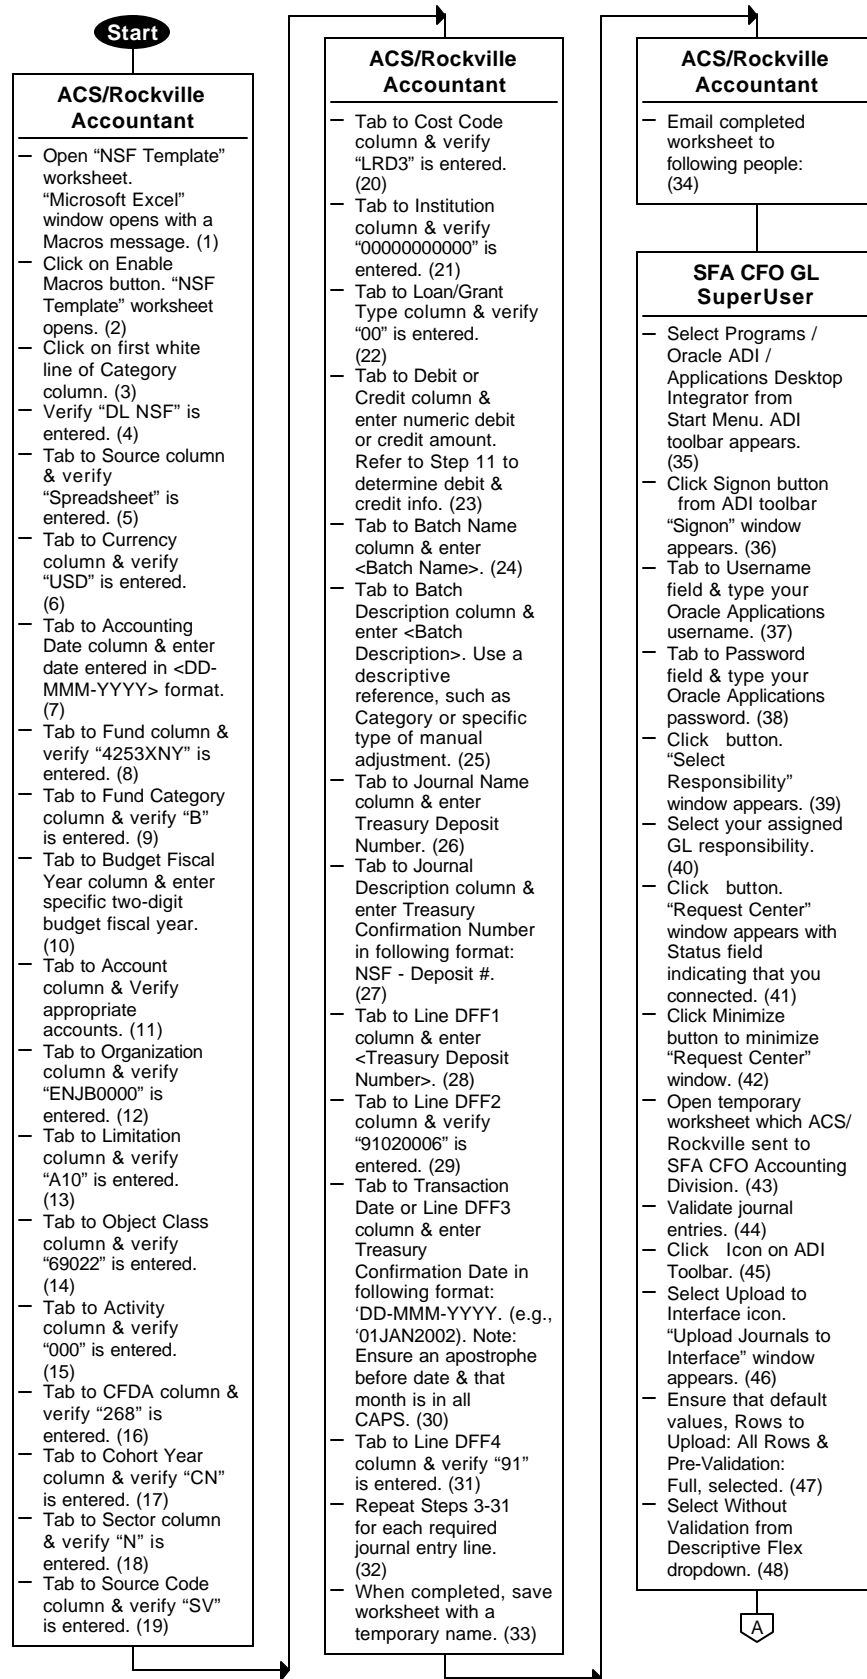 Start
ACS/Rockville
Accountant
– Open “NSF Template”
worksheet.
“Microsoft Excel”
window opens with a
Macros message. (1)
– Click on Enable
Macros button. “NSF
Template” worksheet
opens. (2)
– Click on first white
line of Category
column. (3)
– Verify “DL NSF” is
entered. (4)
– Tab to Source column
& verify
“Spreadsheet” is
entered. (5)
– Tab to Currency
column & verify
“USD” is entered.
(6)
– Tab to Accounting
Date column & enter
date entered in <DD-
MMM-YYYY> format.
(7)
– Tab to Fund column &
verify “4253XNY” is
entered. (8)
– Tab to Fund Category
column & verify “B”
is entered. (9)
– Tab to Budget Fiscal
Year column & enter
specific two-digit
budget fiscal year.
(10)
– Tab to Account
column & Verify
appropriate
accounts. (11)
– Tab to Organization
column & verify
“ENJB0000” is
entered. (12)
– Tab to Limitation
column & verify
“A10” is entered.
(13)
– Tab to Object Class
column & verify
“69022” is entered.
(14)
– Tab to Activity
column & verify
“000” is entered.
(15)
– Tab to CFDA column &
verify “268” is
entered. (16)
– Tab to Cohort Year
column & verify “CN”
is entered. (17)
– Tab to Sector column
& verify “N” is
entered. (18)
– Tab to Source Code
column & verify “SV”
is entered. (19)
ACS/Rockville
Accountant
– Tab to Cost Code
column & verify
“LRD3” is entered.
(20)
– Tab to Institution
column & verify
“00000000000” is
entered. (21)
– Tab to Loan/Grant
Type column & verify
“00” is entered.
(22)
– Tab to Debit or
Credit column &
enter numeric debit
or credit amount.
Refer to Step 11 to
determine debit &
credit info. (23)
– Tab to Batch Name
column & enter
<Batch Name>. (24)
– Tab to Batch
Description column &
enter <Batch
Description>. Use a
descriptive
reference, such as
Category or specific
type of manual
adjustment. (25)
– Tab to Journal Name
column & enter
Treasury Deposit
Number. (26)
– Tab to Journal
Description column &
enter Treasury
Confirmation Number
in following format:
NSF - Deposit #.
(27)
– Tab to Line DFF1
column & enter
<Treasury Deposit
Number>. (28)
– Tab to Line DFF2
column & verify
“91020006” is
entered. (29)
– Tab to Transaction
Date or Line DFF3
column & enter
Treasury
Confirmation Date in
following format:
‘DD-MMM-YYYY. (e.g.,
‘01JAN2002). Note:
Ensure an apostrophe
before date & that
month is in all
CAPS. (30)
– Tab to Line DFF4
column & verify “91”
is entered. (31)
– Repeat Steps 3-31
for each required
journal entry line.
(32)
– When completed, save
worksheet with a
temporary name. (33)
ACS/Rockville
Accountant
– Email completed
worksheet to
following people:
(34)
SFA CFO GL
SuperUser
– Select Programs /
Oracle ADI /
Applications Desktop
Integrator from
Start Menu. ADI
toolbar appears.
(35)
– Click Signon button
from ADI toolbar
“Signon” window
appears. (36)
– Tab to Username
field & type your
Oracle Applications
username. (37)
– Tab to Password
field & type your
Oracle Applications
password. (38)
– Click button.
“Select
Responsibility”
window appears. (39)
– Select your assigned
GL responsibility.
(40)
– Click button.
“Request Center”
window appears with
Status field
indicating that you
connected. (41)
– Click Minimize
button to minimize
“Request Center”
window. (42)
– Open temporary
worksheet which ACS/
Rockville sent to
SFA CFO Accounting
Division. (43)
– Validate journal
entries. (44)
– Click Icon on ADI
Toolbar. (45)
– Select Upload to
Interface icon.
“Upload Journals to
Interface” window
appears. (46)
– Ensure that default
values, Rows to
Upload: All Rows &
Pre-Validation:
Full, selected. (47)
– Select Without
Validation from
Descriptive Flex
dropdown. (48)
A